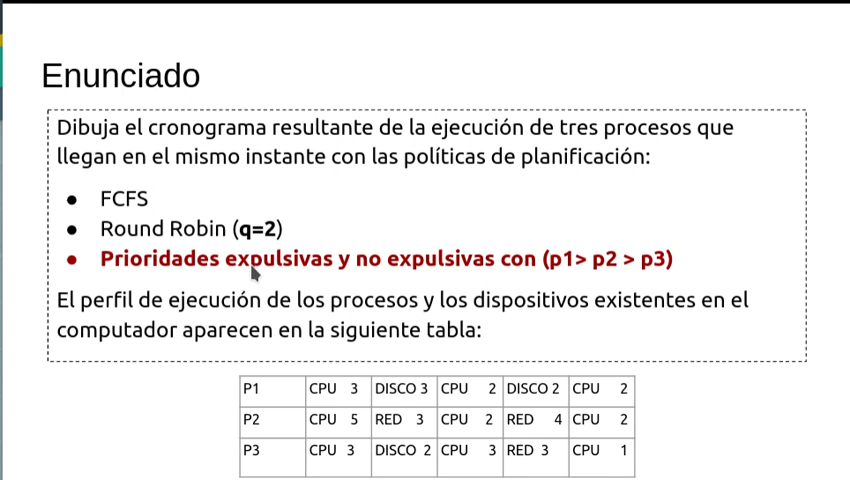 Enunciado
Dibuja el cronograma resultante de la ejecución de tres procesos que
llegan en el mismo instante con las políticas de planificación:
● FCFS
● Round Robin (q=2)
● Prioridades expulsivas y no expulsivas con (p1> p2 > p3)
El perfil de ejecución de los procesos y los dispositivos existentes en el
computador aparecen en la siguiente tabla:
P1 CPU 3 DISCO 3 CPU 2 DISCO 2 CPU 2
P2 CPU 5 RED 3 CPU 2 RED 4 CPU 2
P3 CPU 3 DISCO 2 CPU 3 RED 3 CPU 1